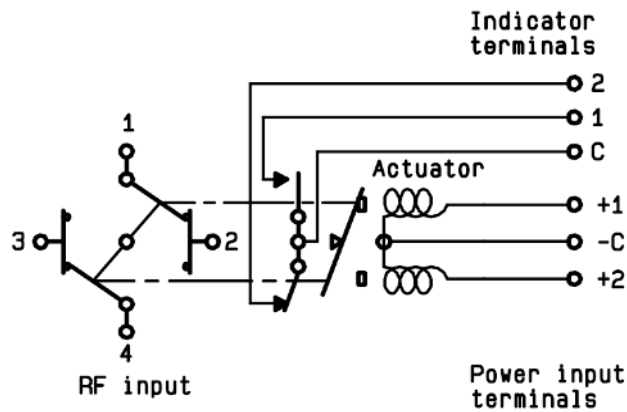 Indicator
terminals
2
1
C
1
Actuator
+1
3
2
-C
+2
4
RF input
Power input
terminals